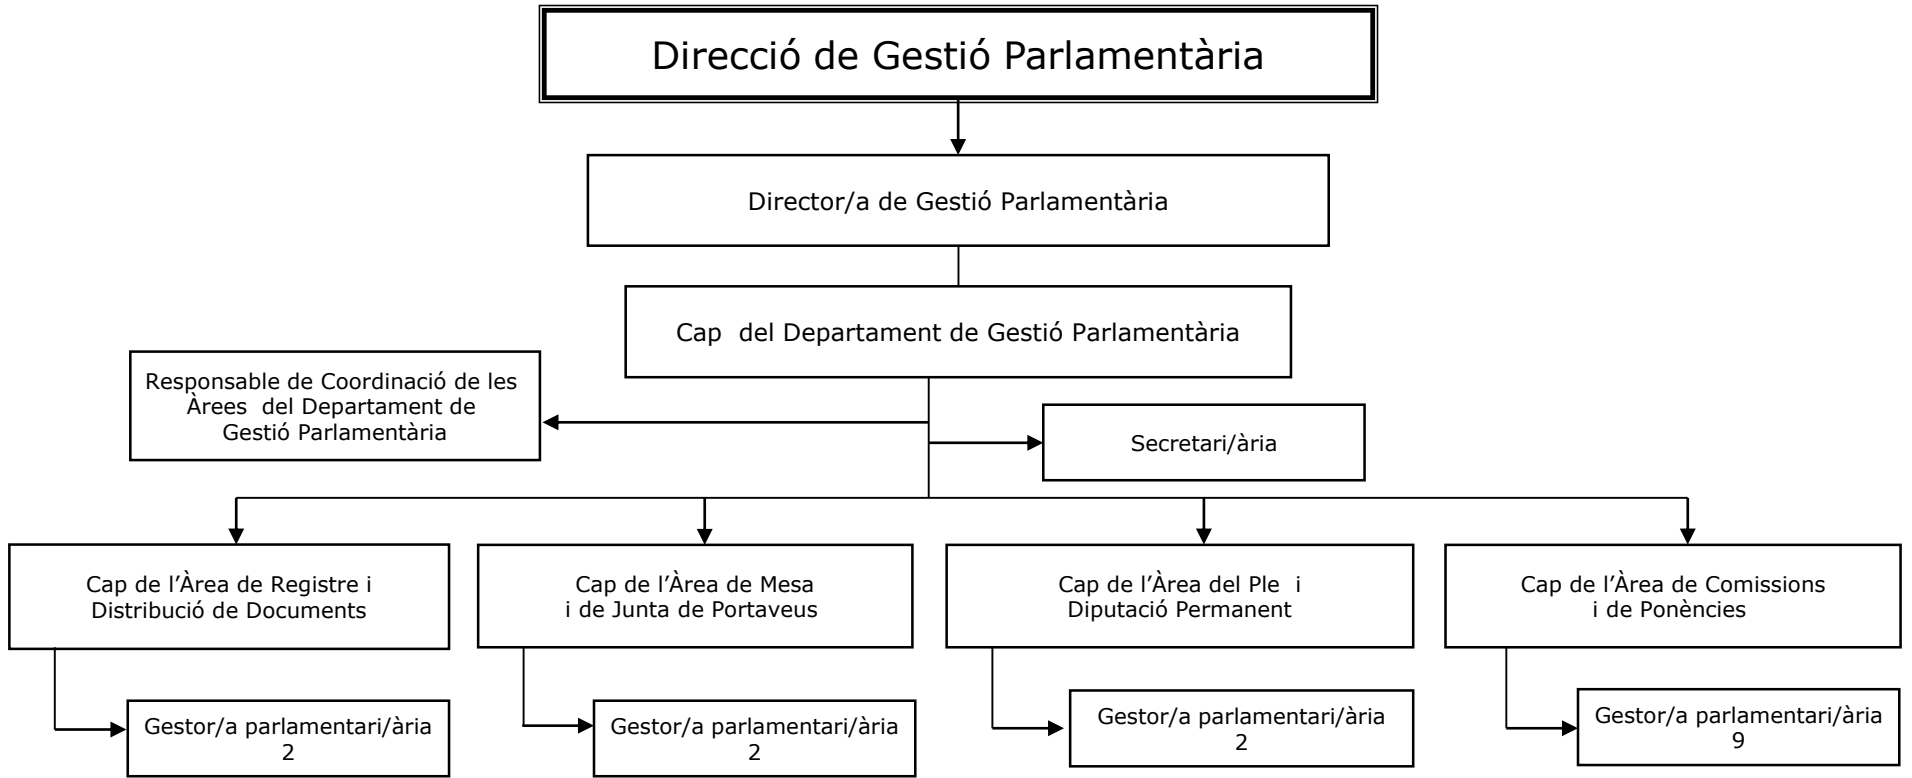 Direcció de Gestió Parlamentària
Director/a de Gestió Parlamentària
Cap  del Departament de Gestió Parlamentària
Responsable de Coordinació de les
Àrees  del Departament de
Gestió Parlamentària
Secretari/ària
Cap de l’Àrea de Registre i
Distribució de Documents
Cap de l’Àrea de Mesa
i de Junta de Portaveus
Cap de l’Àrea del Ple  i
Diputació Permanent
Cap de l’Àrea de Comissions
i de Ponències
Gestor/a parlamentari/ària
2
Gestor/a parlamentari/ària
2
Gestor/a parlamentari/ària
2
Gestor/a parlamentari/ària
9